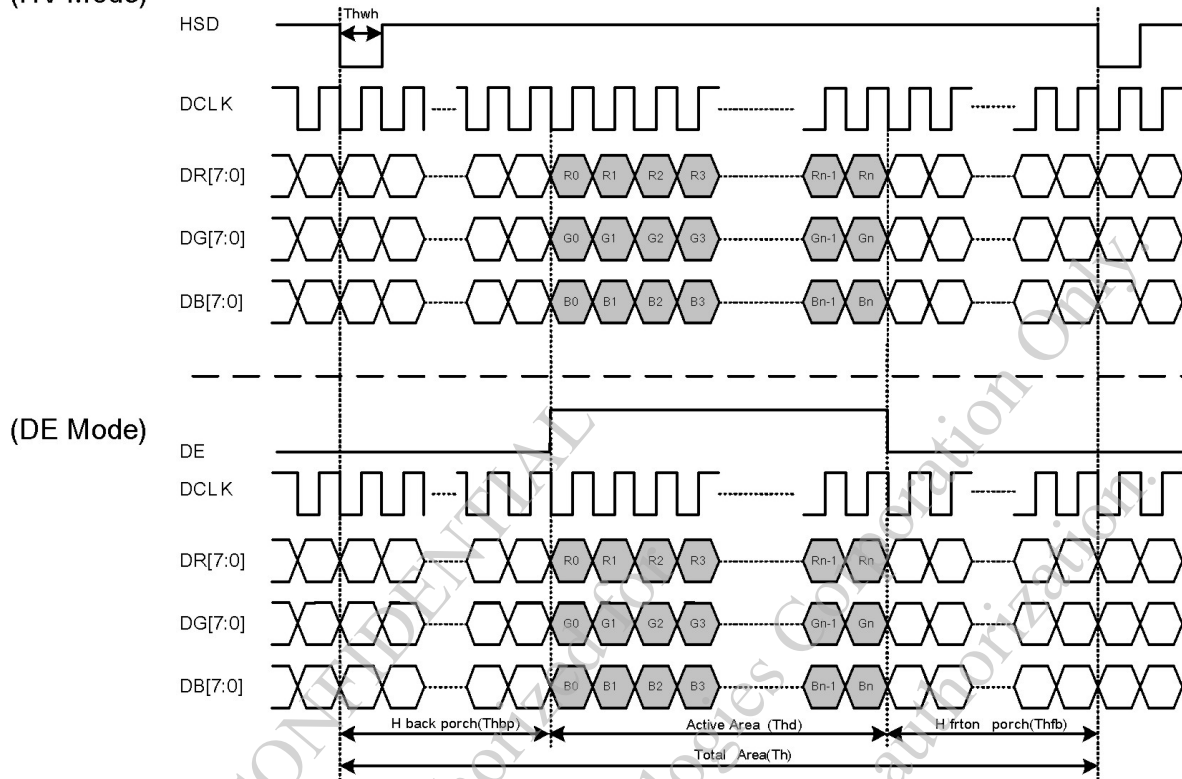 HSD
Thwh
DCLK
DR[7:0] R0 R1 R2 R3 Rn-1 Rn
DG[7:0] G0 G1 G2 G3 Gn-1 Gn
DB[7:0] B0 B1 B2 B3 Bn-1 Bn
(DE Mode)
DE
DCLK
DR[7:0] R0 R1 R2 R3 Rn-1 Rn
DG[7:0] G0 G1 G2 G3 Gn-1 Gn
DB[7:0] B0 B1 B2 B3 Bn-1 Bn
H back porch(Thbp) Active Area (Thd) H frton porch(Thfb)
Total Area(Th)
CONFIDENTIAL
for
Corporation Only.
authorization.